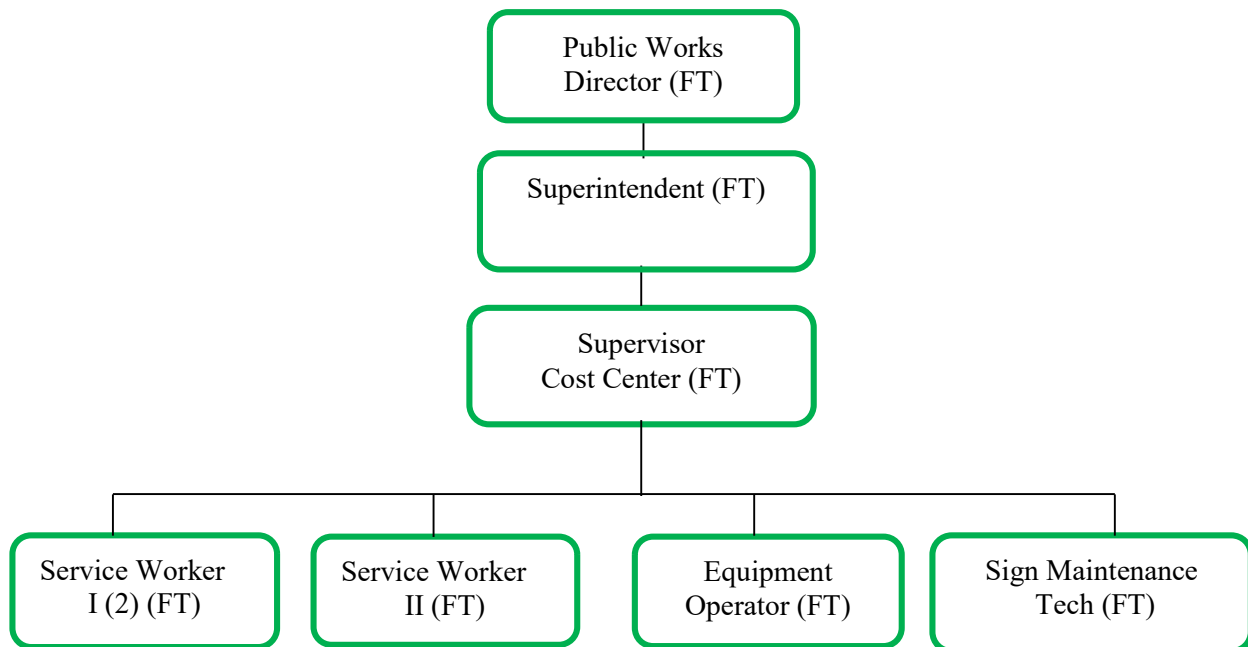 Public Works
Director (FT)
Superintendent (FT)
Supervisor
Cost Center (FT)
Service Worker
I (2) (FT)
Service Worker
II (FT)
Equipment
Operator (FT)
Sign Maintenance
Tech (FT)